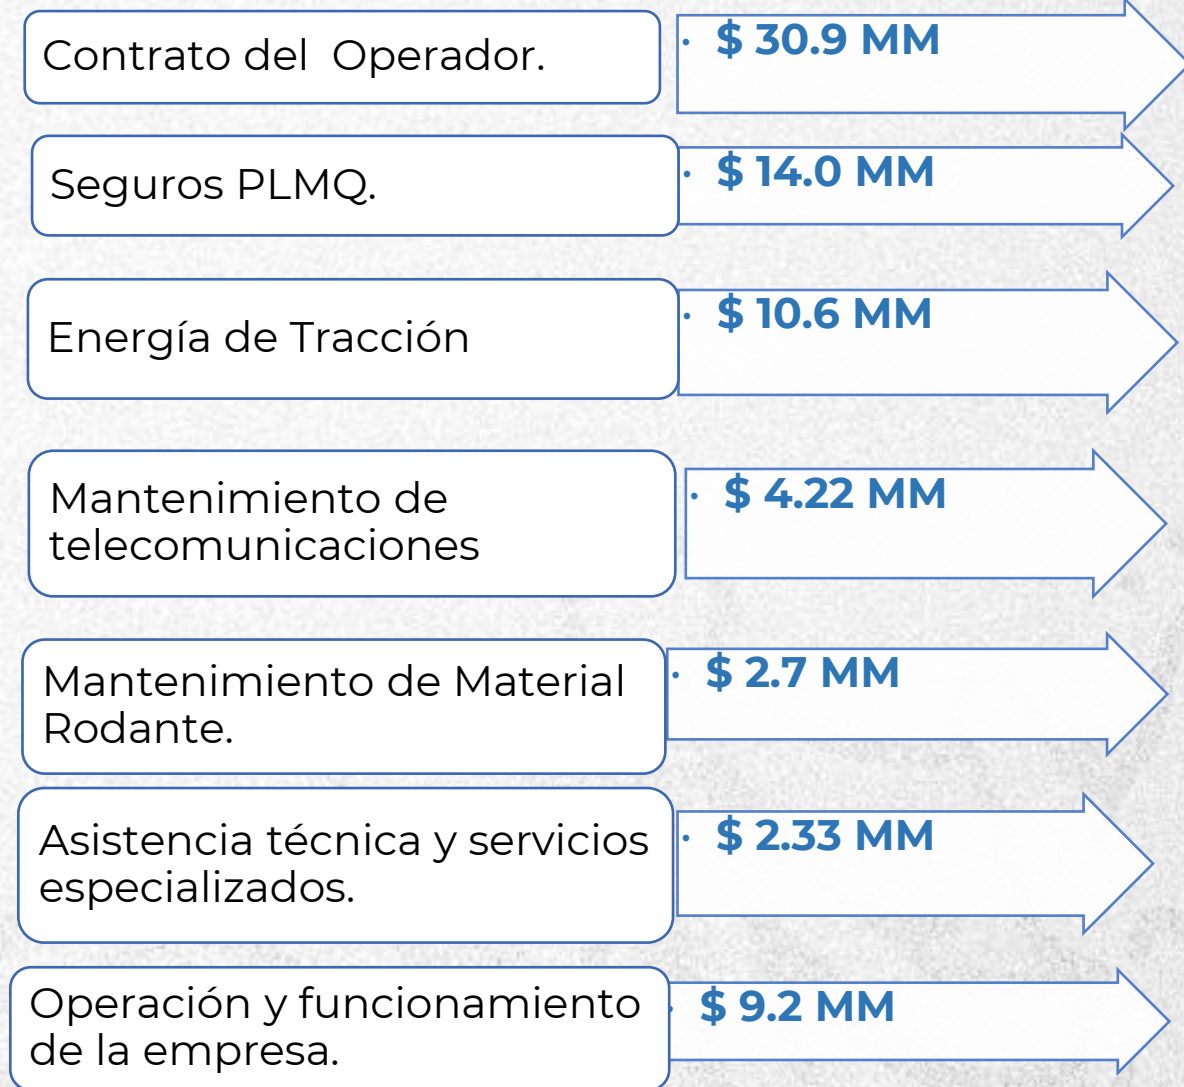 Contrato del  Operador.
· $ 30.9 MM
Seguros PLMQ.
· $ 14.0 MM
Energía de Tracción
· $ 10.6 MM
Mantenimiento de
telecomunicaciones
· $ 4.22 MM
Mantenimiento de Material
Rodante.
· $ 2.7 MM
Asistencia técnica y servicios
especializados.
· $ 2.33 MM
Operación y funcionamiento
de la empresa.
· $ 9.2 MM